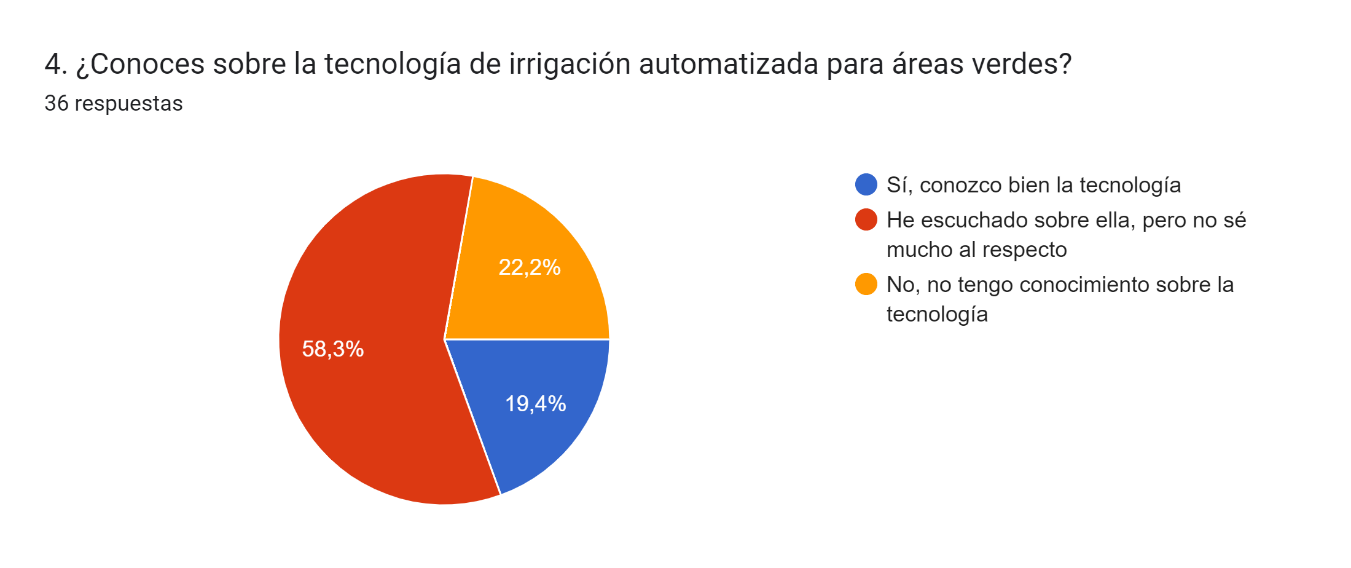 4. ¿Conoces sobre la tecnología de irrigación automatizada para áreas verdes?
36 respuestas
22,2%
58,3%
19,4%
Sí, conozco bien la tecnología
He escuchado sobre ella, pero no sé
mucho al respecto
No, no tengo conocimiento sobre la
tecnología